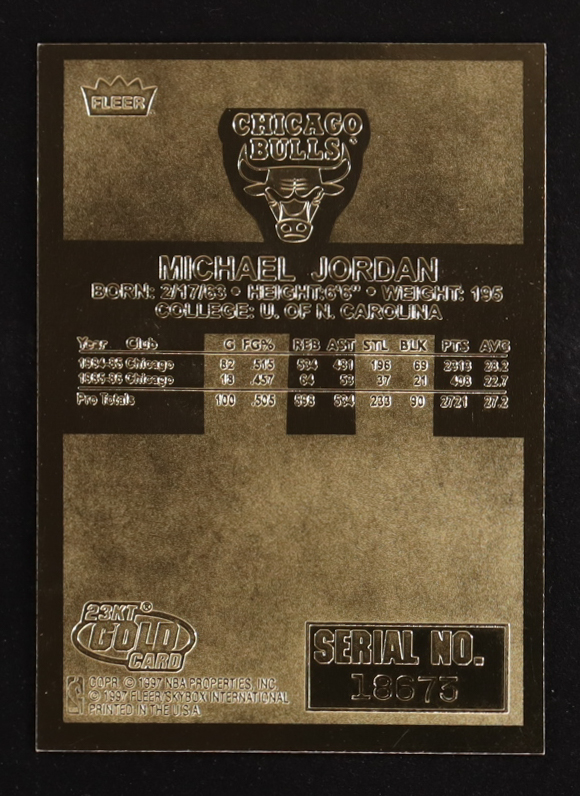 FLEER
CHICAGO
BULLS
MICHAEL JORDAN
BORN: 2/17/63 • HEIGHT:6'6" • WEIGHT: 195
COLLEGE: U. OF N. CAROLINA
Year Club G FG% REB AST STL BLK PTS AVG
1984-85 Chicago 82 .515 534 481 196 69 2313 28.2
1985-86 Chicago 18 .457 64 53 37 21 408 22.7
Pro Totals 100 .505 598 534 233 90 2721 27.2
23KT ®
GOLD
CARD
SERIAL NO.
18673
COPR. © 1997 NBA PROPERTIES, INC.
© 1997 FLEER/SKYBOX INTERNATIONAL
PRINTED IN THE U.S.A.